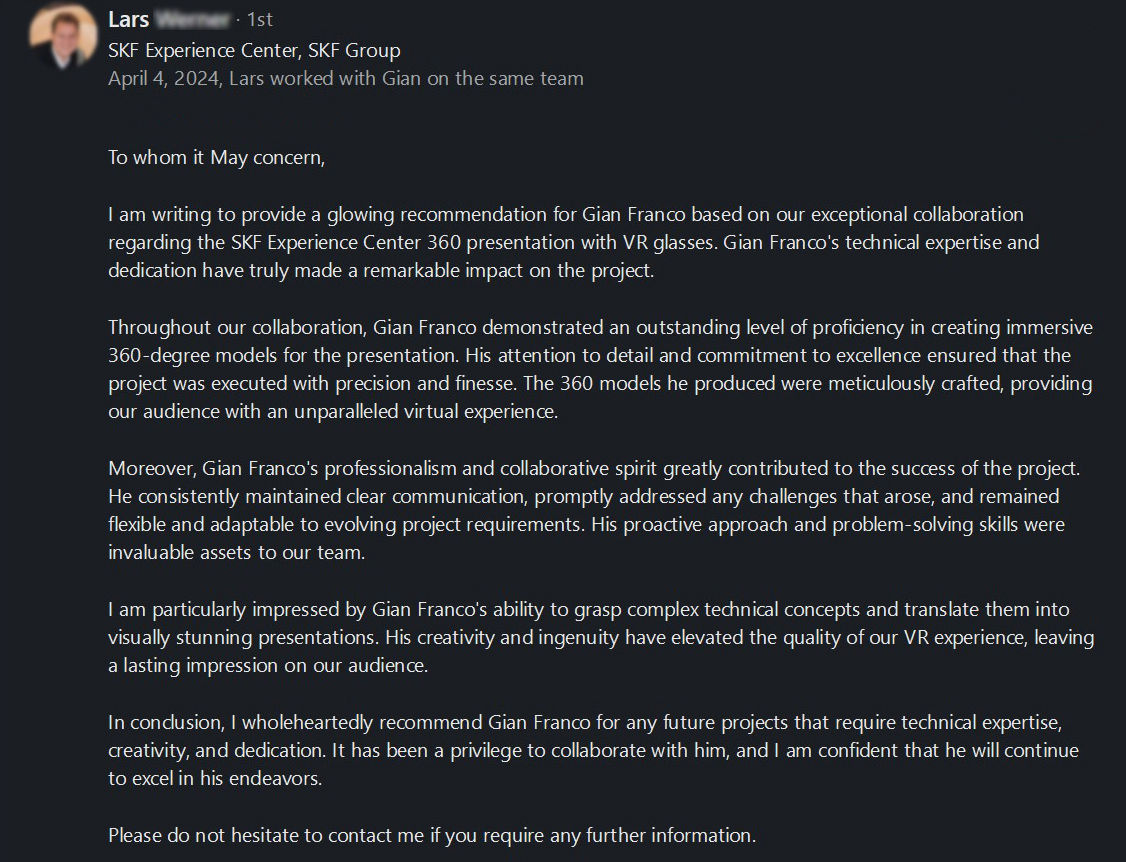 Lars · 1st
SKF Experience Center, SKF Group
April 4, 2024, Lars worked with Gian on the same team
To whom it May concern,
I am writing to provide a glowing recommendation for Gian Franco based on our exceptional collaboration
regarding the SKF Experience Center 360 presentation with VR glasses. Gian Franco's technical expertise and
dedication have truly made a remarkable impact on the project.
Throughout our collaboration, Gian Franco demonstrated an outstanding level of proficiency in creating immersive
360-degree models for the presentation. His attention to detail and commitment to excellence ensured that the
project was executed with precision and finesse. The 360 models he produced were meticulously crafted, providing
our audience with an unparalleled virtual experience.
Moreover, Gian Franco's professionalism and collaborative spirit greatly contributed to the success of the project.
He consistently maintained clear communication, promptly addressed any challenges that arose, and remained
flexible and adaptable to evolving project requirements. His proactive approach and problem-solving skills were
invaluable assets to our team.
I am particularly impressed by Gian Franco's ability to grasp complex technical concepts and translate them into
visually stunning presentations. His creativity and ingenuity have elevated the quality of our VR experience, leaving
a lasting impression on our audience.
In conclusion, I wholeheartedly recommend Gian Franco for any future projects that require technical expertise,
creativity, and dedication. It has been a privilege to collaborate with him, and I am confident that he will continue
to excel in his endeavors.
Please do not hesitate to contact me if you require any further information.